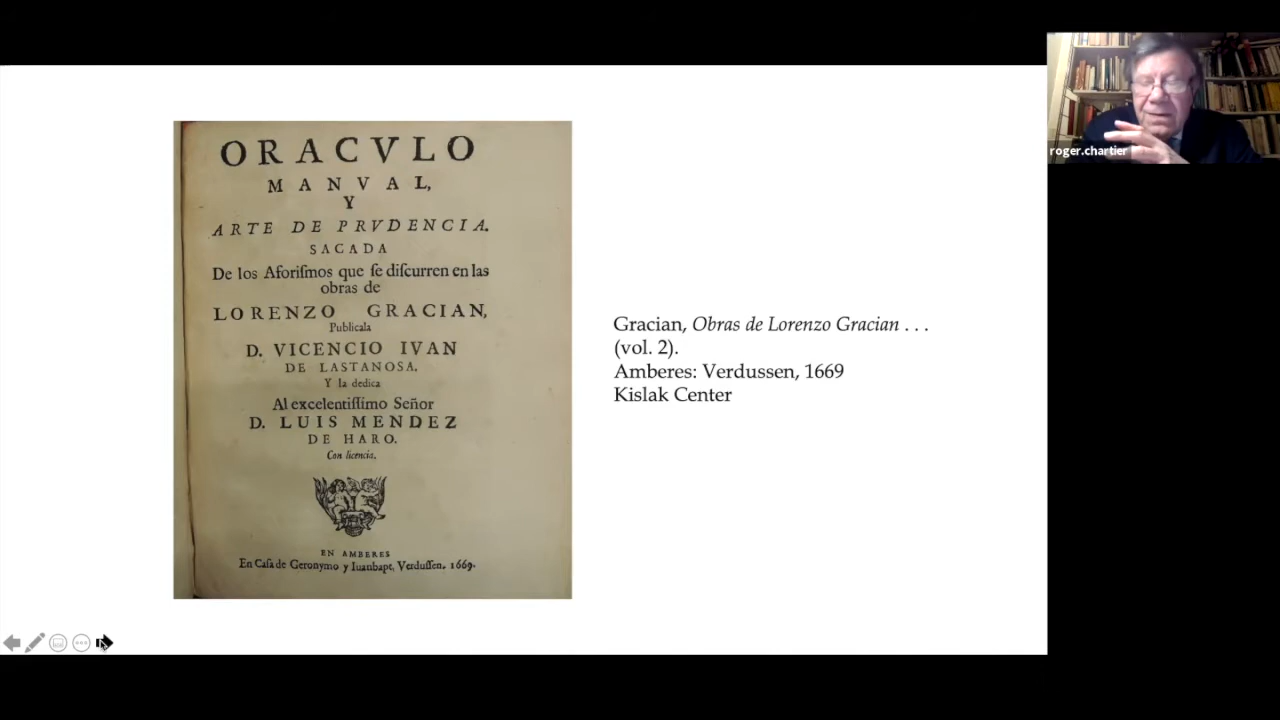 ORACVLO
MANVAL,
Y
ARTE DE PRVDENCIA.
SACADA
De los Aforiſmos que ſe diſcurren en las
obras de
LORENZO GRACIAN,
Publicala
D. VICENCIO IVAN
DE LASTANOSA.
Y la dedica
Al excelentiſſimo Señor
D. LUIS MENDEZ
DE HARO.
Con licencia.
EN AMBERES
En Caſa de Geronymo y Iuanbapt. Verduſſen. 1669.
Gracian, Obras de Lorenzo Gracian . . .
(vol. 2).
Amberes: Verdussen, 1669
Kislak Center
roger.chartier